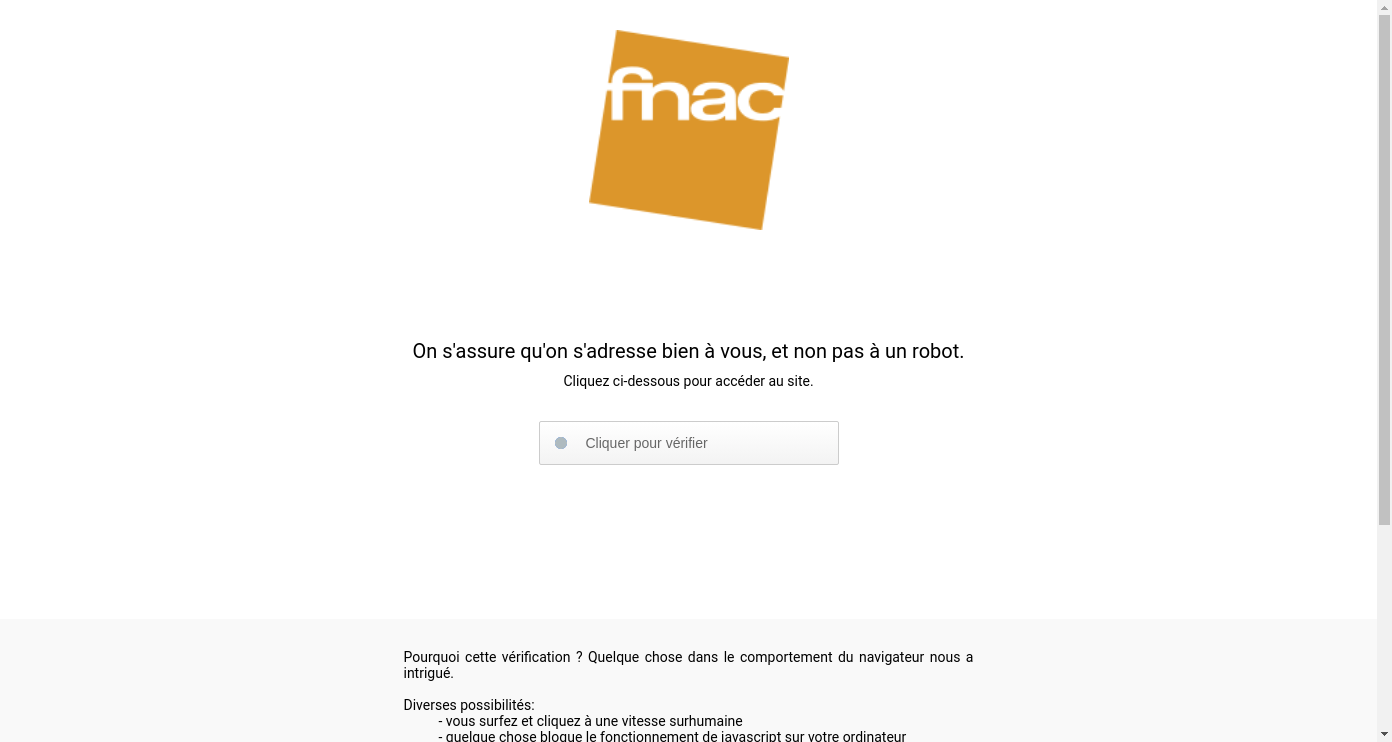 fnac
On s'assure qu'on s'adresse bien à vous, et non pas à un robot.
Cliquez ci-dessous pour accéder au site.
Cliquer pour vérifier
Pourquoi cette vérification ? Quelque chose dans le comportement du navigateur nous a
intrigué.
Diverses possibilités:
- vous surfez et cliquez à une vitesse surhumaine
- quelque chose bloque le fonctionnement de javascript sur votre ordinateur